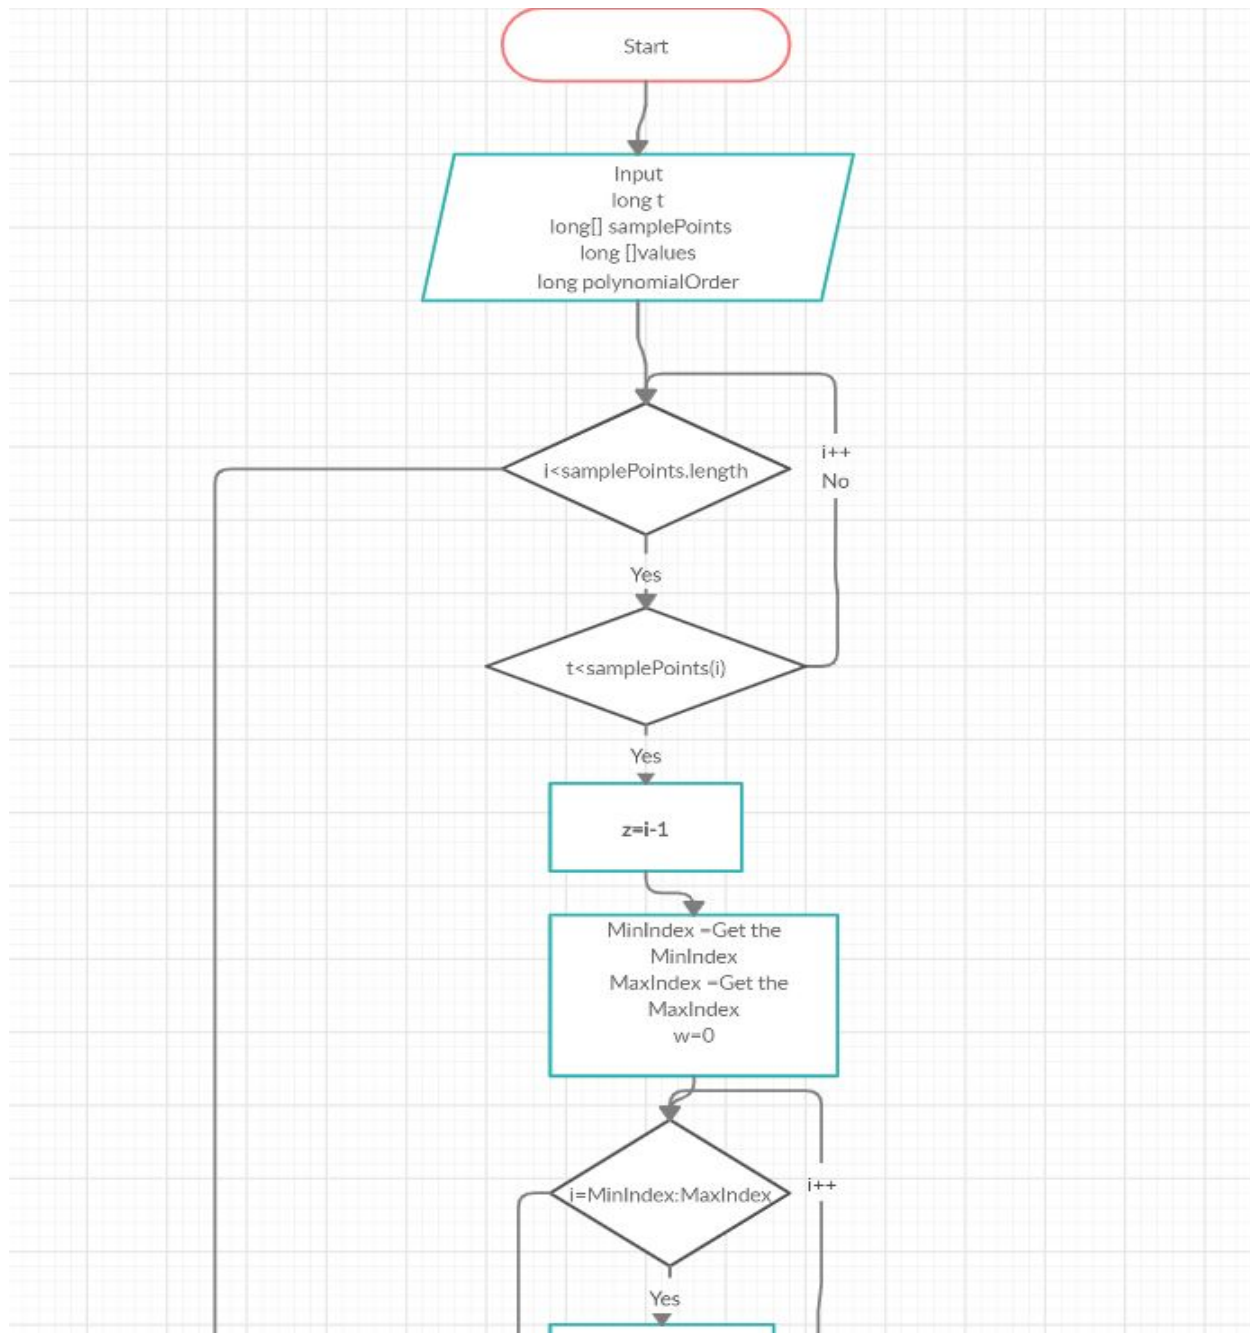 Start
Input
long t
long[] samplePoints
long []values
long polynomialOrder
i<samplePoints.length
i++
No
Yes
t<samplePoints(i)
Yes
z=i-1
MinIndex =Get the
MinIndex
MaxIndex =Get the
MaxIndex
w=0
i=MinIndex:MaxIndex
i++
Yes